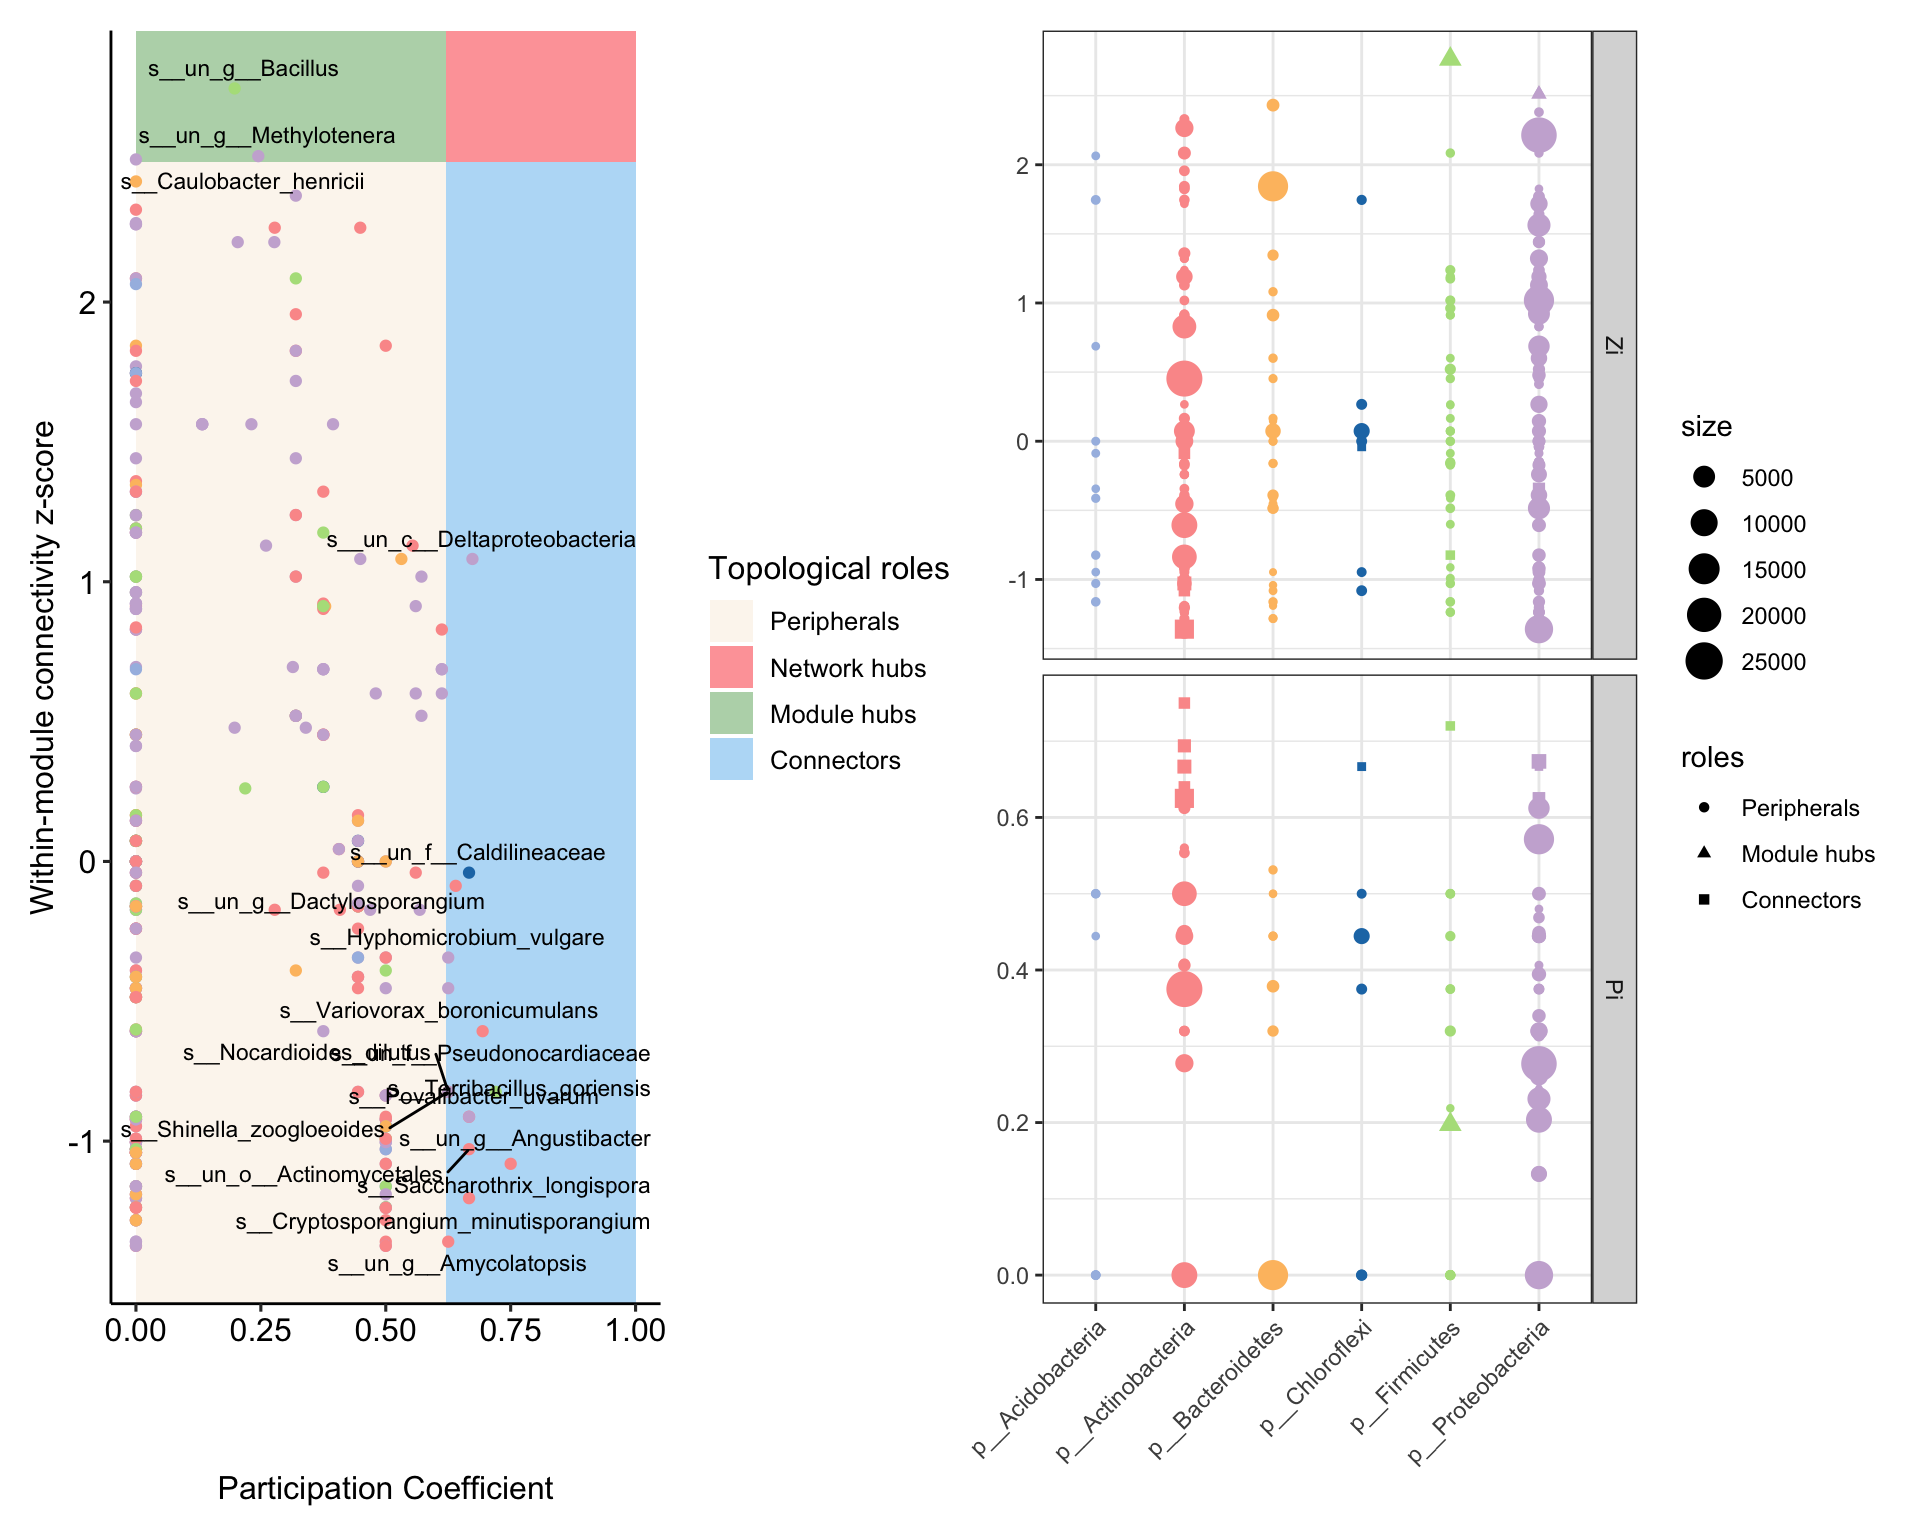 Within-module connectivity z-score
2
1
0
-1
s__un_g__Bacillus
s__un_g__Methylotenera
s__Caulobacter_henricii
s__un_c__Deltaproteobacteria
s__un_f__Caldilineaceae
s__un_g__Dactylosporangium
s__Hyphomicrobium_vulgare
s__Variovorax_boronicumulans
s__Nocardioides_dilutus
s__un_f__Pseudonocardiaceae
s__Terribacillus_goriensis
s__Povalibacter_uvarum
s__Shinella_zoogloeoides
s__un_g__Angustibacter
s__un_o__Actinomycetales
s__Saccharothrix_longispora
s__Cryptosporangium_minutisporangium
s__un_g__Amycolatopsis
0.00 0.25 0.50 0.75 1.00
Participation Coefficient
Topological roles
Peripherals
Network hubs
Module hubs
Connectors
2
1
0
-1
Zi
0.6
0.4
0.2
0.0
Pi
p__Acidobacteria
p__Actinobacteria
p__Bacteroidetes
p__Chloroflexi
p__Firmicutes
p__Proteobacteria
size
5000
10000
15000
20000
25000
roles
Peripherals
Module hubs
Connectors